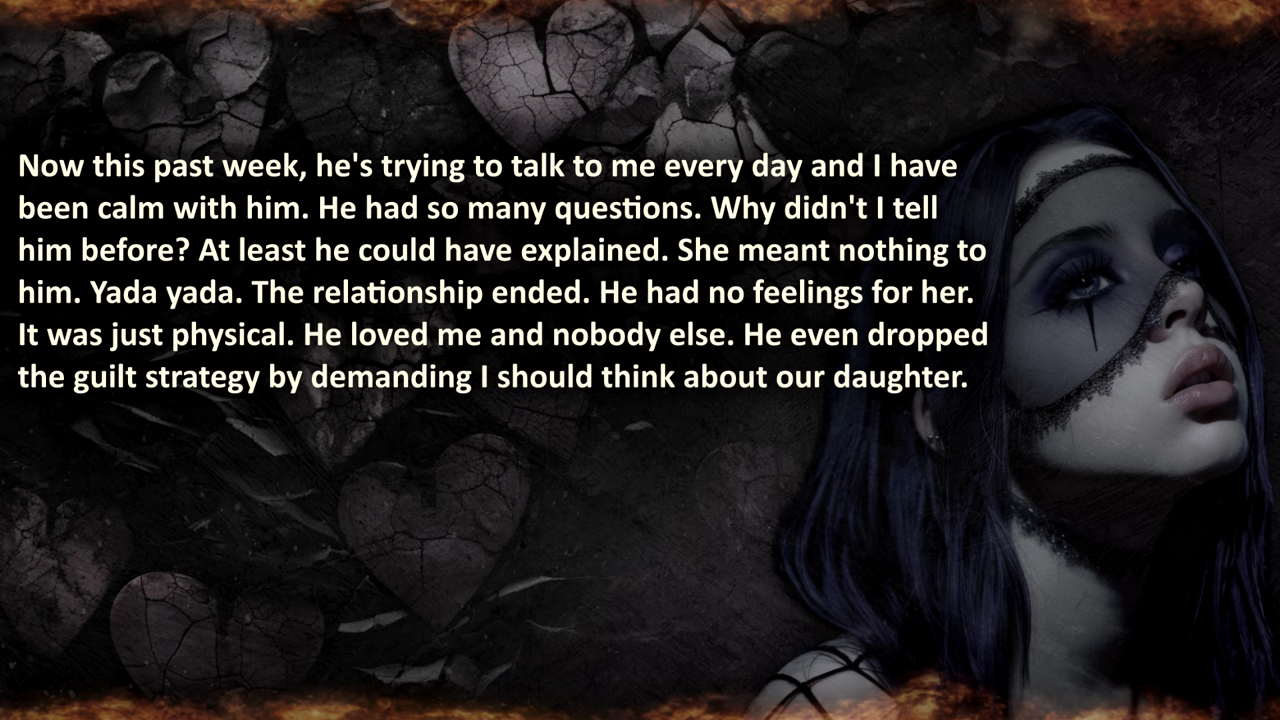 Now this past week, he's trying to talk to me every day and I have
been calm with him. He had so many questions. Why didn't I tell
him before? At least he could have explained. She meant nothing to
him. Yada yada. The relationship ended. He had no feelings for her.
It was just physical. He loved me and nobody else. He even dropped
the guilt strategy by demanding I should think about our daughter.